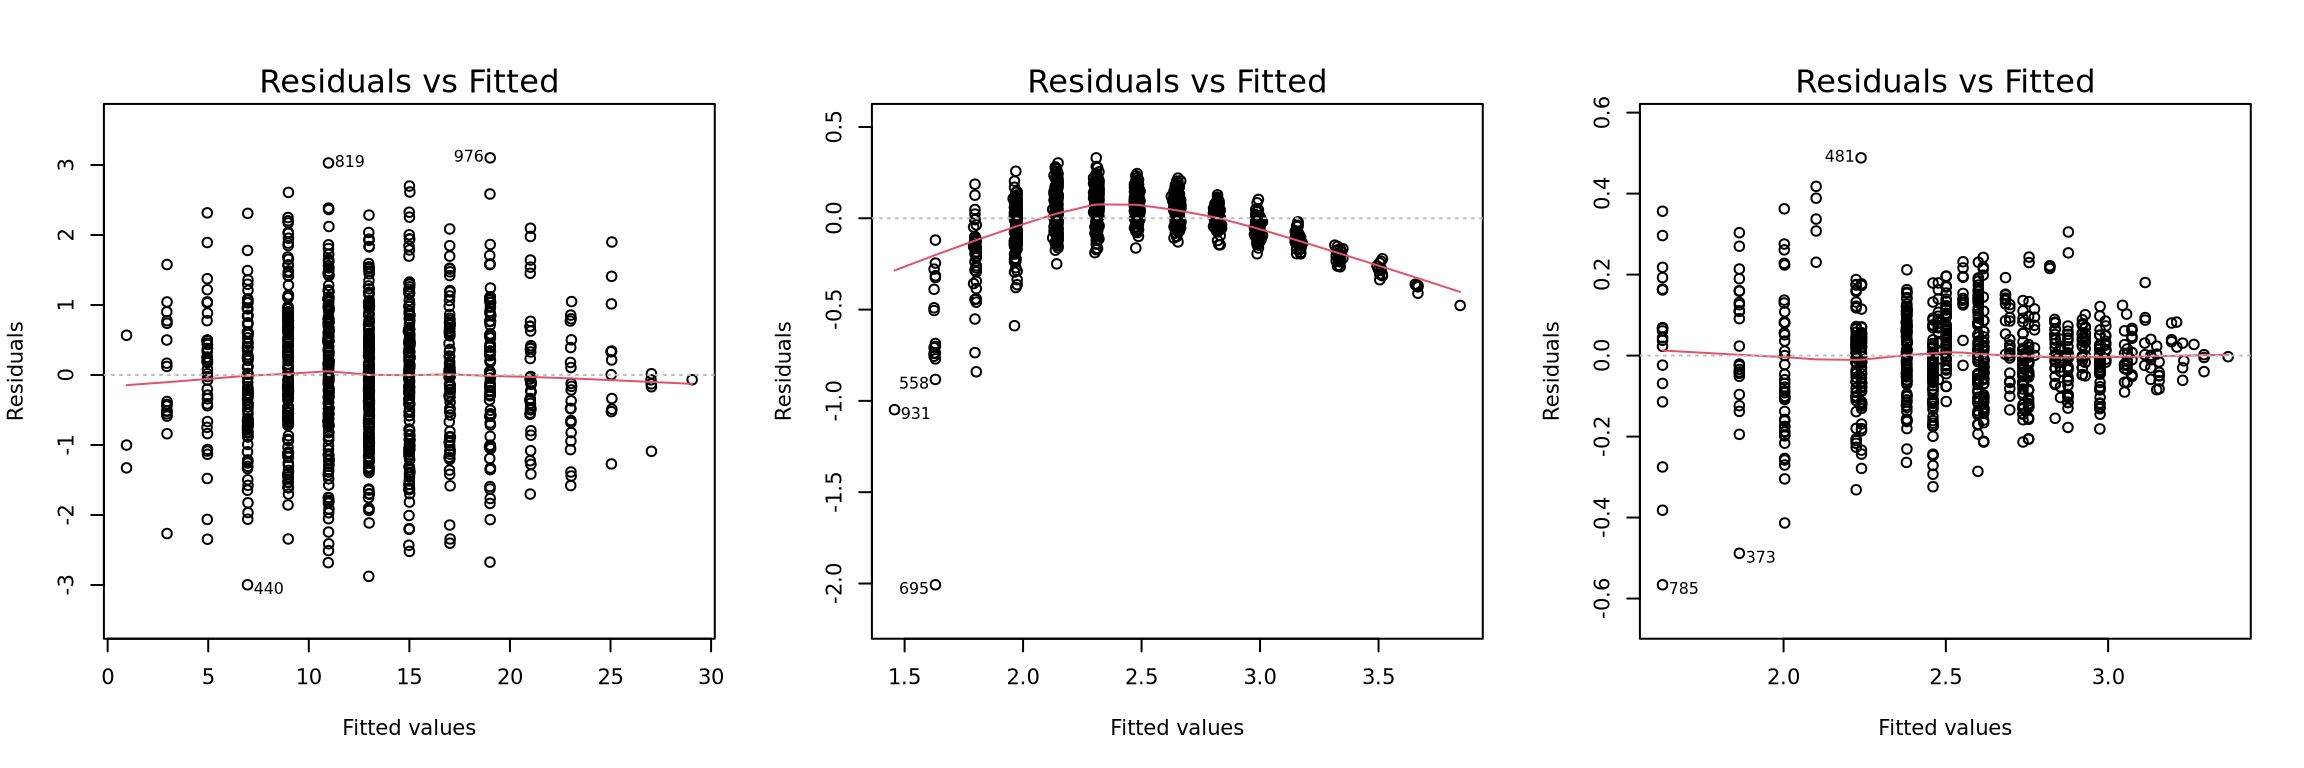 Residuals vs Fitted
Residuals
3
2
1
0
-1
-2
-3
819
976
440
0 5 10 15 20 25 30
Fitted values
Residuals vs Fitted
Residuals
0.5
0.0
-0.5
-1.0
-1.5
-2.0
558
931
695
1.5 2.0 2.5 3.0 3.5
Fitted values
Residuals vs Fitted
Residuals
0.6
0.4
0.2
0.0
-0.2
-0.4
-0.6
481
373
785
2.0 2.5 3.0
Fitted values